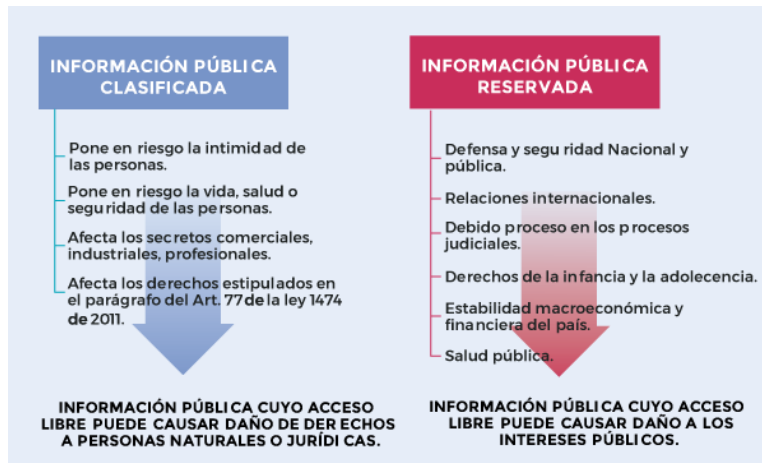 INFORMACIÓN PÚBLICA
CLASIFICADA
Pone en riesgo la intimidad de
las personas.
Pone en riesgo la vida, salud o
seguridad de las personas.
Afecta los secretos comerciales,
industriales, profesionales.
Afecta los derechos estipulados en
el parágrafo del Art. 77 de la ley 1474
de 2011.
INFORMACIÓN PÚBLICA CUYO ACCESO
LIBRE PUEDE CAUSAR DAÑO DE DERECHOS
A PERSONAS NATURALES O JURÍDICAS.
INFORMACIÓN PÚBLICA
RESERVADA
Defensa y seguridad Nacional y
pública.
Relaciones internacionales.
Debido proceso en los procesos
judiciales.
Derechos de la infancia y la adolecencia.
Estabilidad macroeconómica y
financiera del país.
Salud pública.
INFORMACIÓN PÚBLICA CUYO ACCESO
LIBRE PUEDE CAUSAR DAÑO A LOS
INTERESES PÚBLICOS.